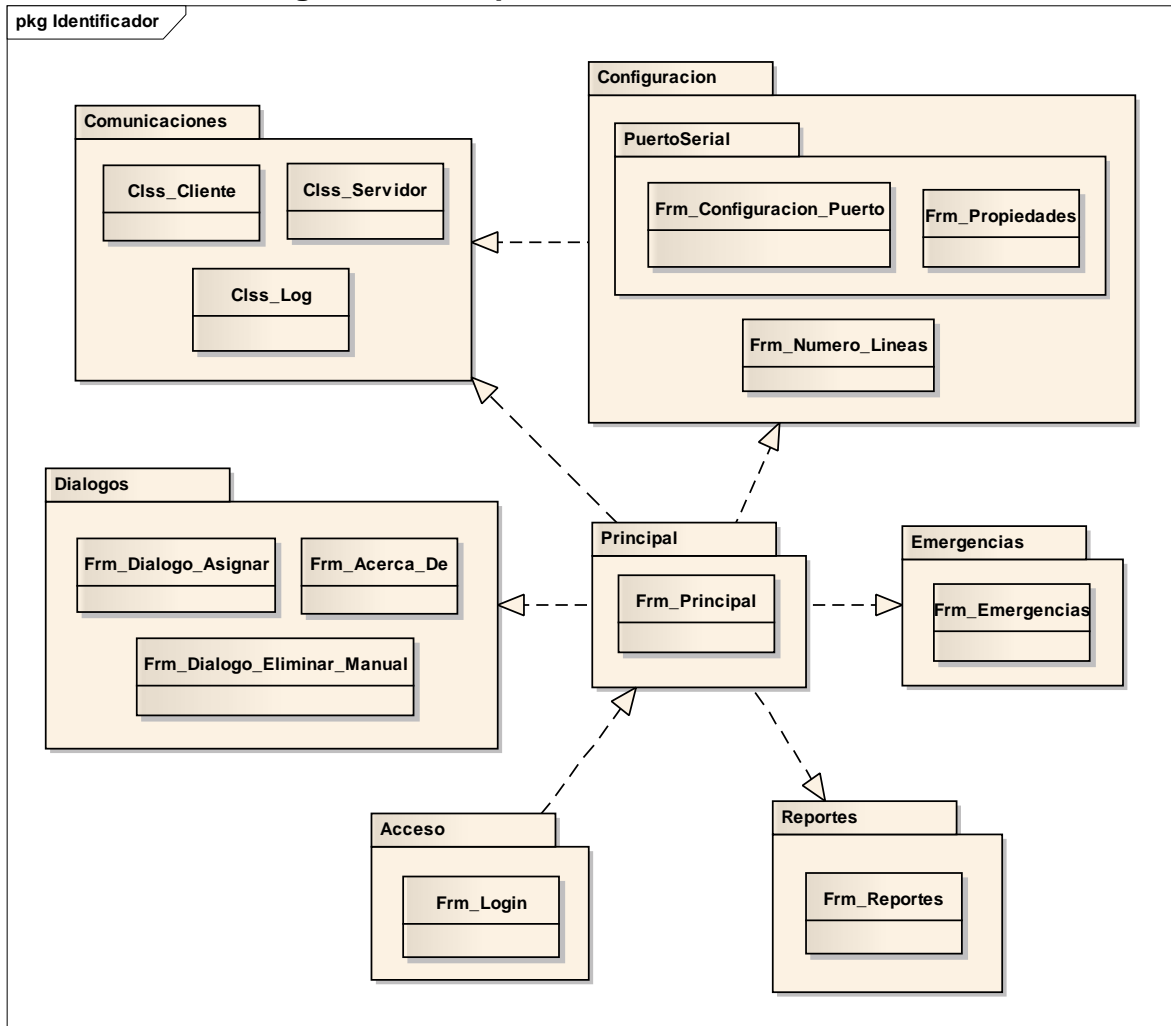 pkg Identificador
Configuracion
Comunicaciones
PuertoSerial
Clss_Cliente
Clss_Servidor
Frm_Configuracion_Puerto
Frm_Propiedades
Clss_Log
Frm_Numero_Lineas
Dialogos
Principal
Emergencias
Frm_Dialogo_Asignar
Frm_Acerca_De
Frm_Principal
Frm_Emergencias
Frm_Dialogo_Eliminar_Manual
Acceso
Reportes
Frm_Login
Frm_Reportes